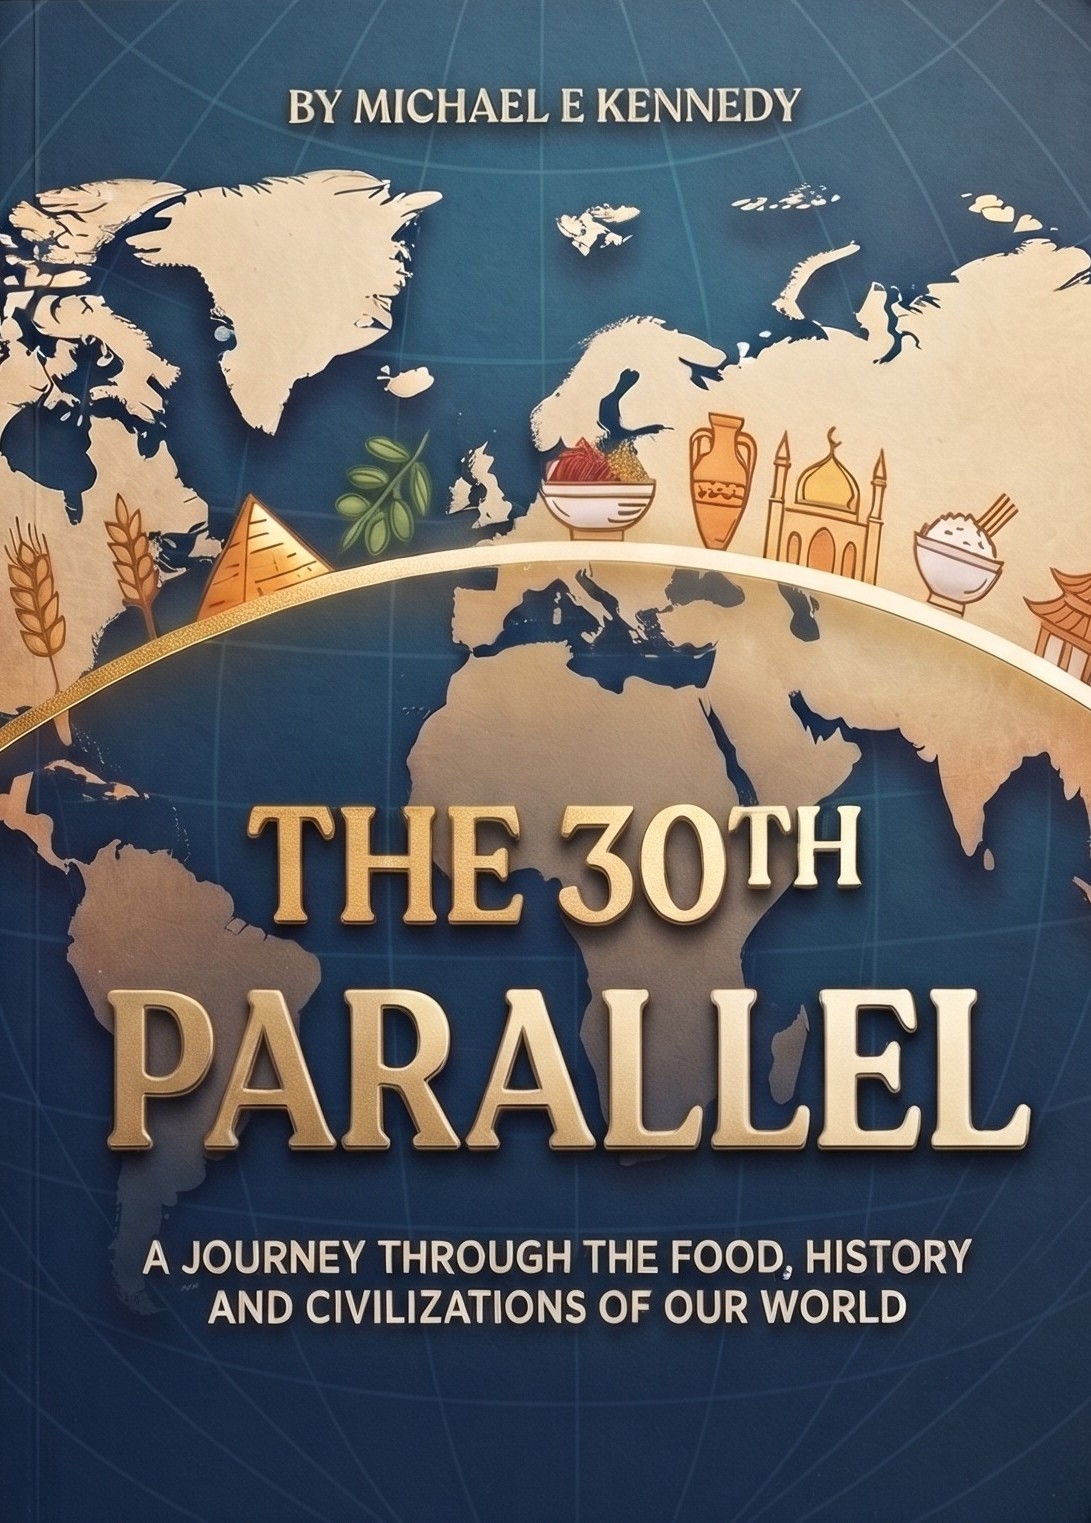 BY MICHAEL E KENNEDY
THE 30TH
PARALLEL
A JOURNEY THROUGH THE FOOD, HISTORY
AND CIVILIZATIONS OF OUR WORLD